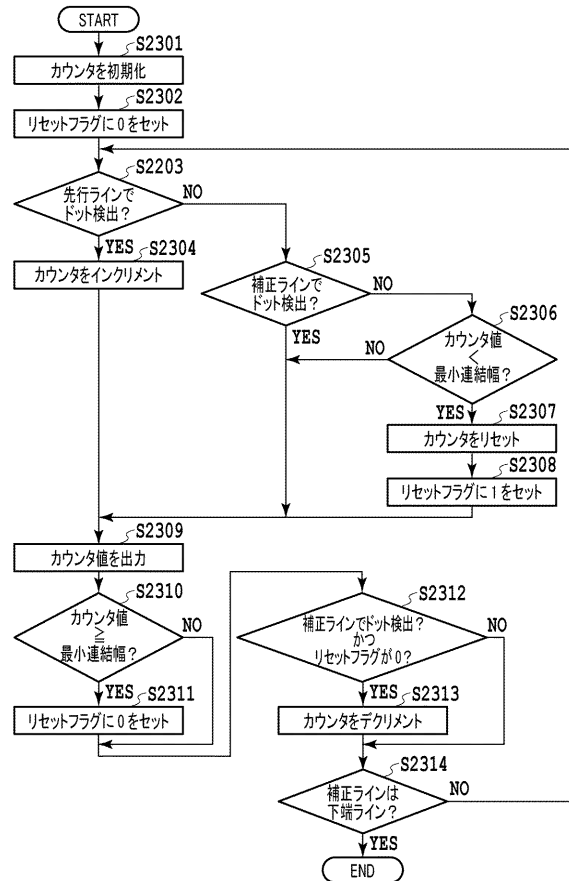 START
S2301
カウンタを初期化
S2302
リセットフラグに0をセット
S2203
先行ラインで
ドット検出?
NO
YES
S2304
カウンタをインクリメント
S2305
補正ラインで
ドット検出?
NO
YES
S2306
カウンタ値
<
最小連結幅?
NO
YES
S2307
カウンタをリセット
S2308
リセットフラグに1をセット
S2309
カウンタ値を出力
S2310
カウンタ値
≧
最小連結幅?
NO
YES
S2311
リセットフラグに0をセット
S2312
補正ラインでドット検出?
かつ
リセットフラグが0?
NO
YES
S2313
カウンタをデクリメント
S2314
補正ラインは
下端ライン?
NO
YES
END